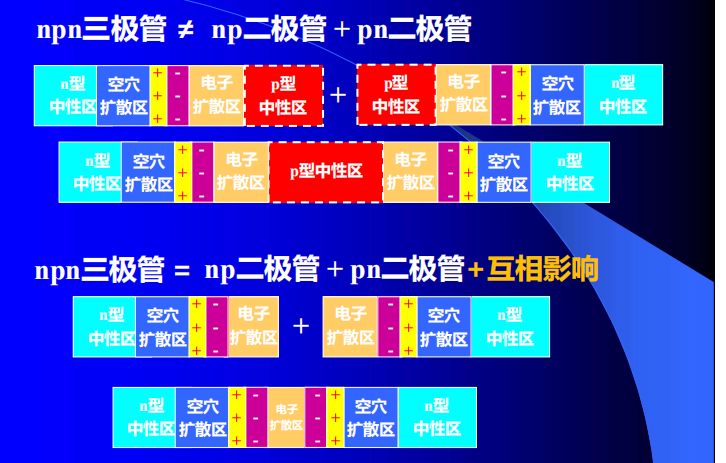 npn三极管 ≠ np二极管 + pn二极管
n型 空穴 + - 电子 p型 p型 电子 - + 空穴 n型
+ - + - +
中性区 扩散区 扩散区 中性区 中性区 扩散区 扩散区 中性区
+ - - +
n型 空穴 + - 电子 电子 - + 空穴 n型
+ - p型中性区 - +
中性区 扩散区 扩散区 扩散区 扩散区 中性区
+ - - +
npn三极管 = np二极管 + pn二极管+互相影响
n型 空穴 + - 电子 电子 - + 空穴 n型
+ - + - +
中性区 扩散区 扩散区 扩散区 扩散区 中性区
+ - - +
n型 空穴 + - 电子 - + 空穴 n型
+ - - +
中性区 扩散区 扩散区 扩散区 中性区
+ - - +